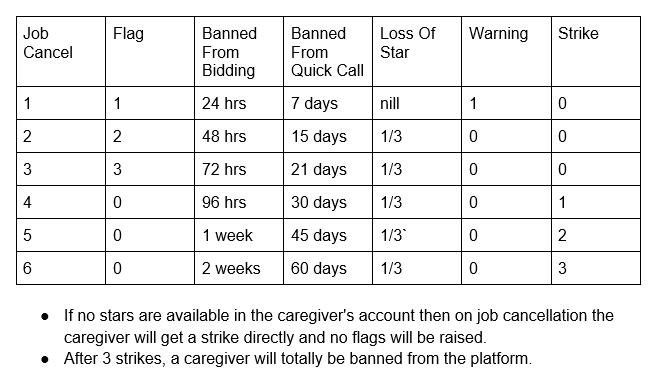 Job Cancel Flag Banned From Bidding Banned From Quick Call Loss Of Star Warning Strike
1 1 24 hrs 7 days nill 1 0
2 2 48 hrs 15 days 1/3 0 0
3 3 72 hrs 21 days 1/3 0 0
4 0 96 hrs 30 days 1/3 0 1
5 0 1 week 45 days 1/3` 0 2
6 0 2 weeks 60 days 1/3 0 3
● If no stars are available in the caregiver's account then on job cancellation the
caregiver will get a strike directly and no flags will be raised.
● After 3 strikes, a caregiver will totally be banned from the platform.